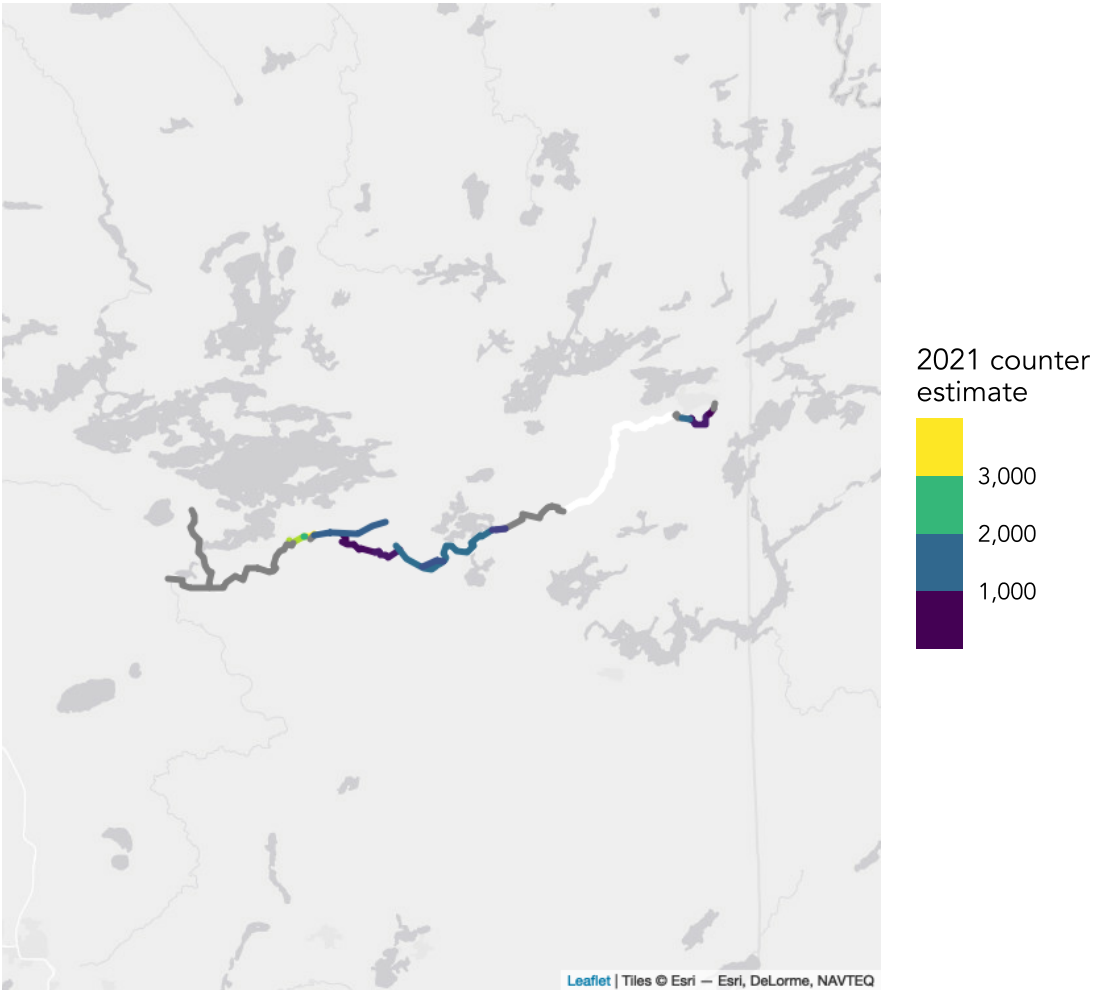 2021 counter
estimate
3,000
2,000
1,000
Leaflet | Tiles © Esri — Esri, DeLorme, NAVTEQ